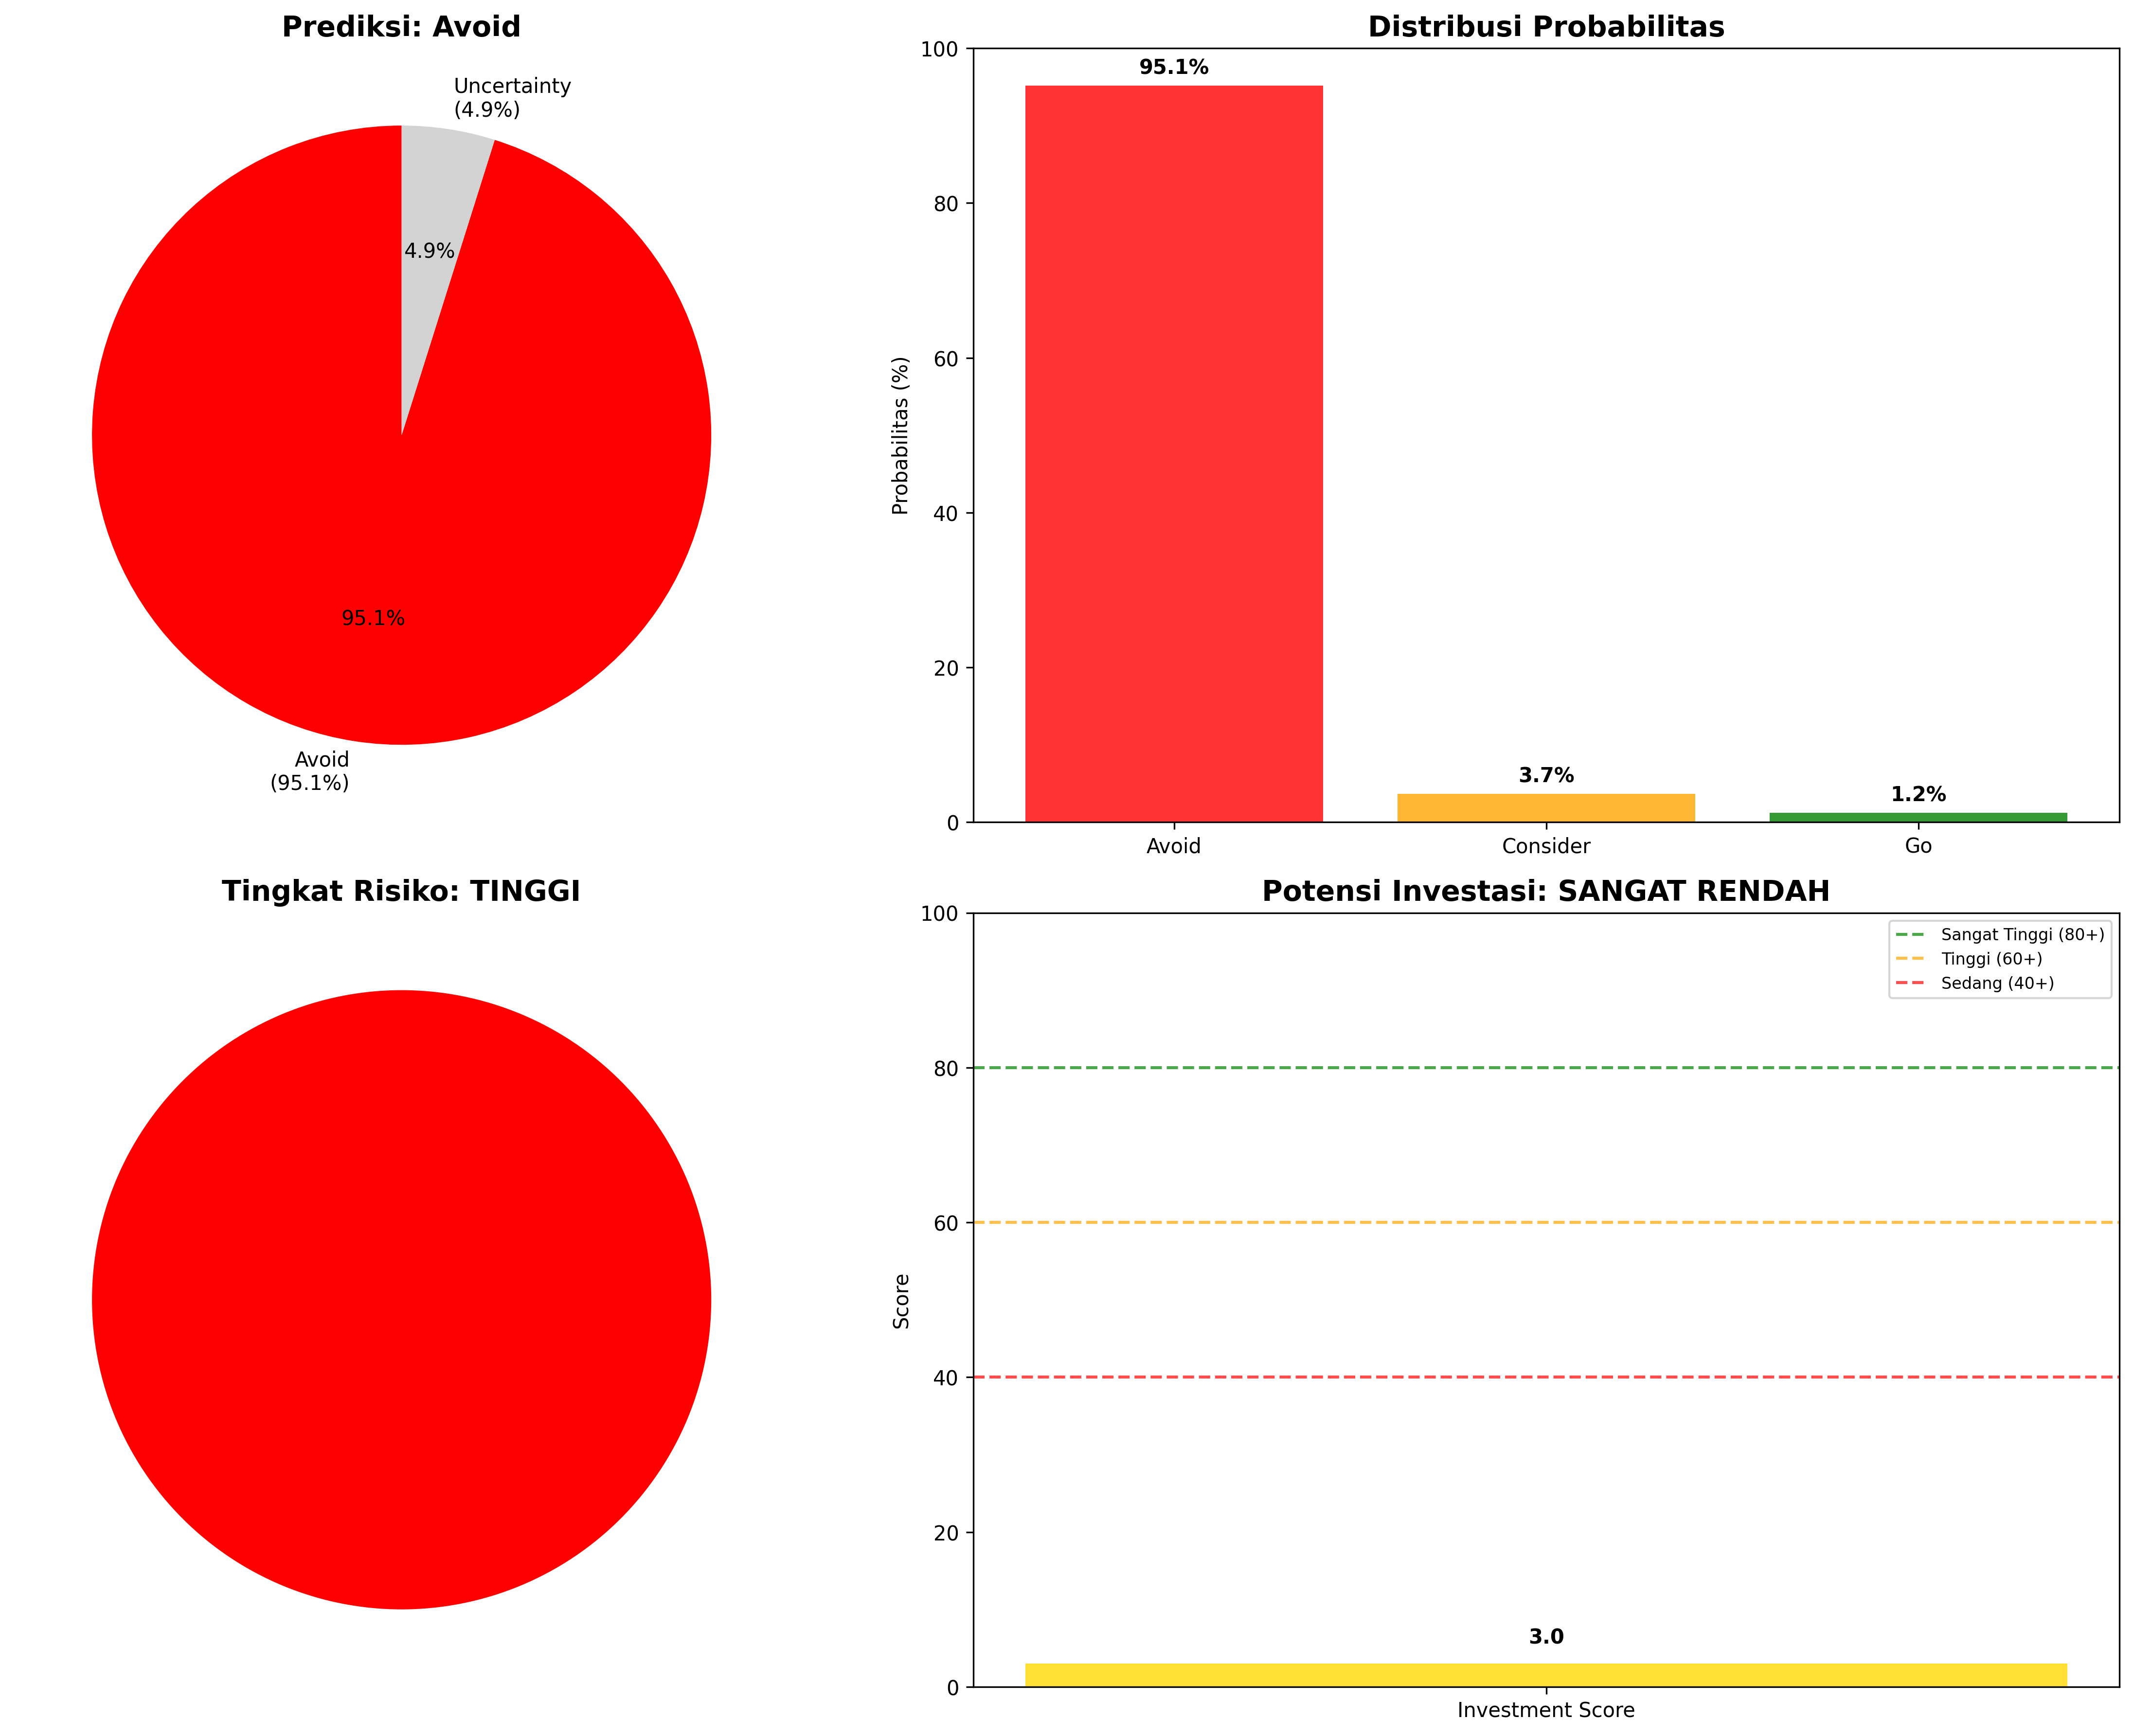 Prediksi: Avoid
Uncertainty
(4.9%)
4.9%
95.1%
Avoid
(95.1%)
Distribusi Probabilitas
Probabilitas (%)
100
80
60
40
20
0
95.1%
3.7%
1.2%
Avoid
Consider
Go
Tingkat Risiko: TINGGI
Potensi Investasi: SANGAT RENDAH
Score
100
80
60
40
20
0
Sangat Tinggi (80+)
Tinggi (60+)
Sedang (40+)
3.0
Investment Score